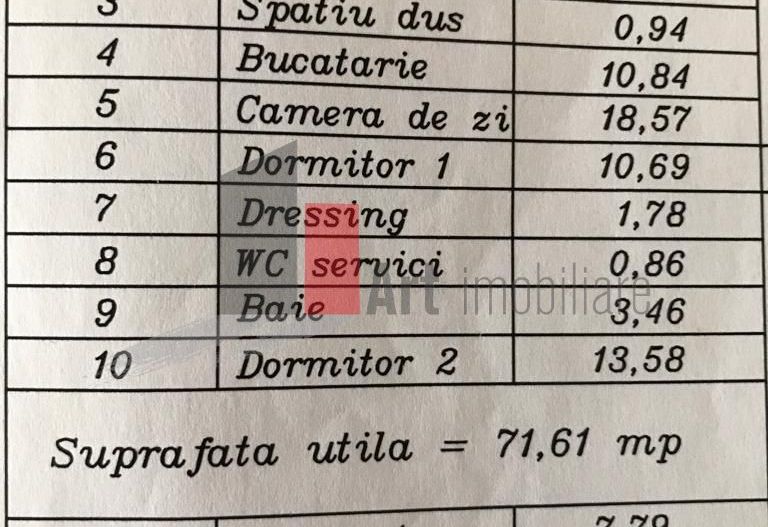 3 Spatiu dus 0,94
4 Bucatarie 10,84
5 Camera de zi 18,57
6 Dormitor 1 10,69
7 Dressing 1,78
8 WC servici 0,86
Art imobiliare
9 Baie 3,46
10 Dormitor 2 13,58
Suprafata utila = 71,61 mp